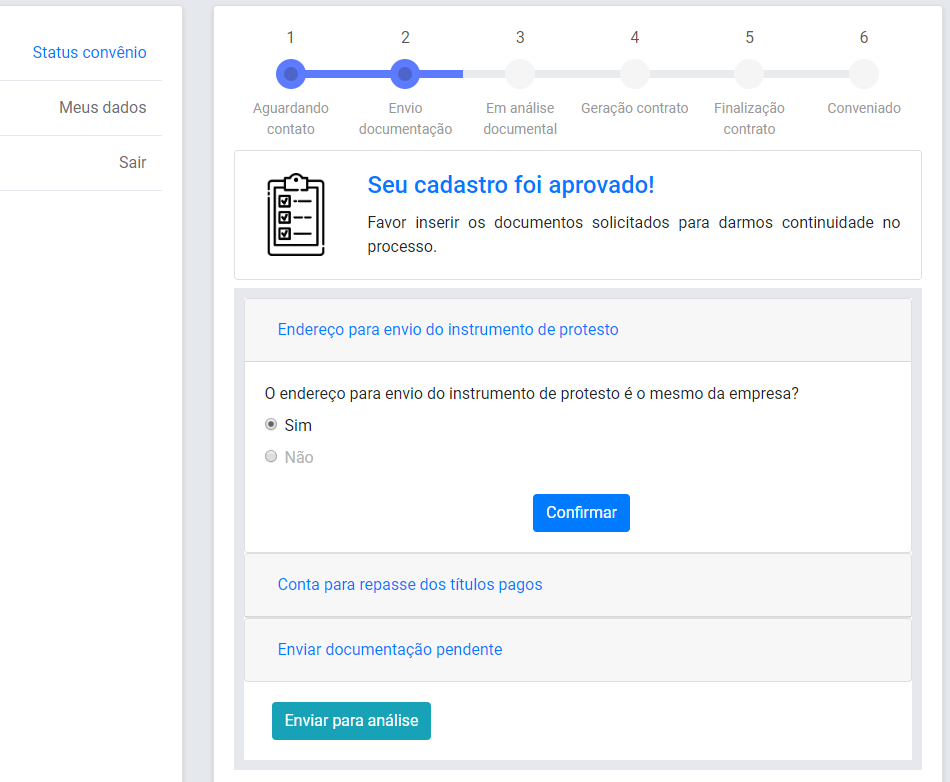 Status convênio
Meus dados
Sair
1 2 3 4 5 6
Aguardando contato
Envio documentação
Em análise documental
Geração contrato
Finalização contrato
Conveniado
Seu cadastro foi aprovado!
Favor inserir os documentos solicitados para darmos continuidade no
processo.
Endereço para envio do instrumento de protesto
O endereço para envio do instrumento de protesto é o mesmo da empresa?
Sim
Não
Confirmar
Conta para repasse dos títulos pagos
Enviar documentação pendente
Enviar para análise